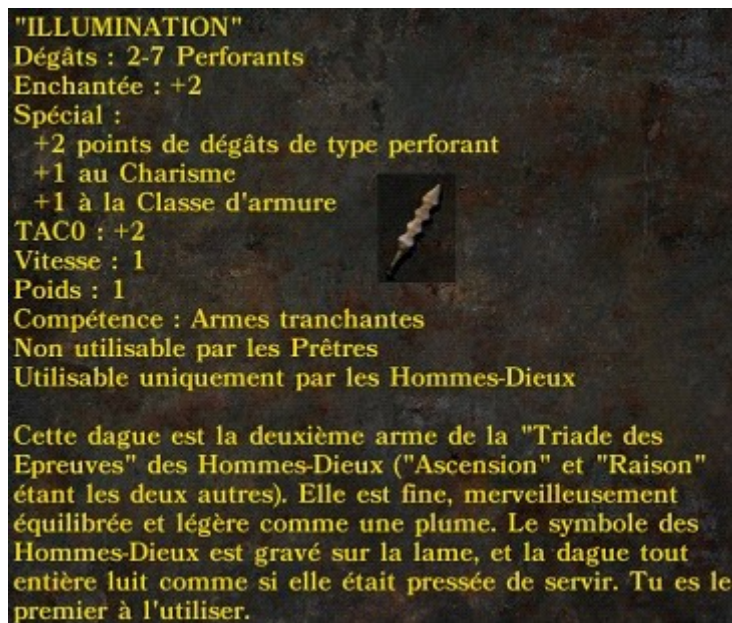 "ILLUMINATION"
Dégâts : 2-7 Perforants
Enchantée : +2
Spécial :
+2 points de dégâts de type perforant
+1 au Charisme
+1 à la Classe d'armure
TAC0 : +2
Vitesse : 1
Poids : 1
Compétence : Armes tranchantes
Non utilisable par les Prêtres
Utilisable uniquement par les Hommes-Dieux
Cette dague est la deuxième arme de la "Triade des
Epreuves" des Hommes-Dieux ("Ascension" et "Raison"
étant les deux autres). Elle est fine, merveilleusement
équilibrée et légère comme une plume. Le symbole des
Hommes-Dieux est gravé sur la lame, et la dague tout
entière luit comme si elle était pressée de servir. Tu es le
premier à l'utiliser.